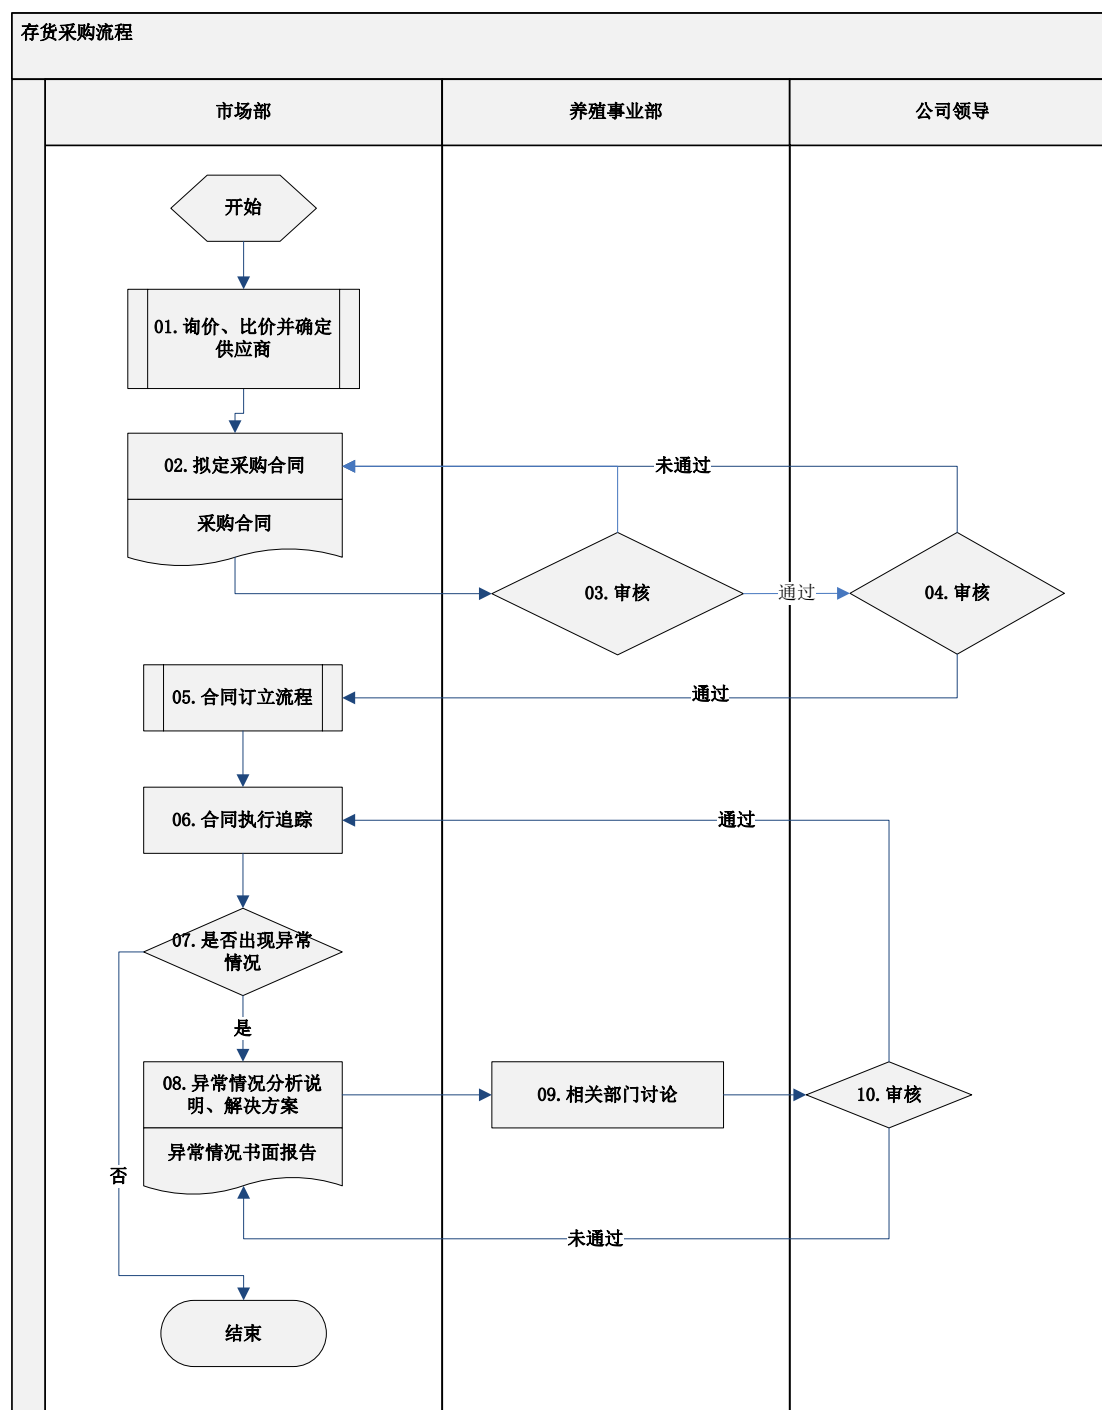 存货采购流程
市场部
养殖事业部
公司领导
开始
01.询价、比价并确定
供应商
02.拟定采购合同
未通过
采购合同
03.审核
通过
04.审核
05.合同订立流程
通过
06.合同执行追踪
通过
07.是否出现异常
情况
是
08.异常情况分析说
明、解决方案
09.相关部门讨论
10.审核
异常情况书面报告
否
未通过
结束